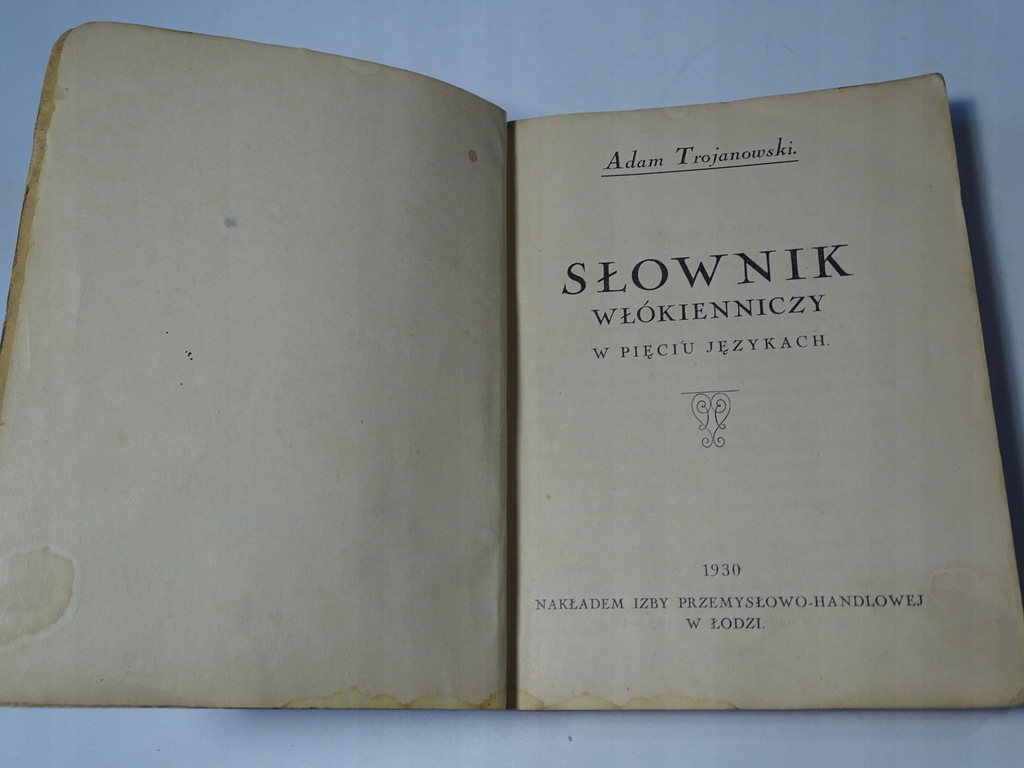 Adam Trojanowski.
SŁOWNIK
WŁÓKIENNICZY
W PIĘCIU JĘZYKACH.
1930
NAKŁADEM IZBY PRZEMYSŁOWO-HANDLOWEJ
W ŁODZI.